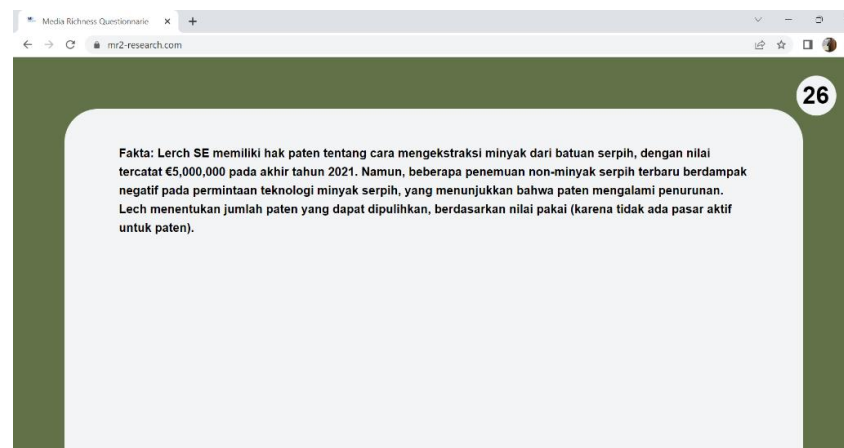 Media Richness Questionnarie
mr2-research.com
26
Fakta: Lerch SE memiliki hak paten tentang cara mengekstraksi minyak dari batuan serpih, dengan nilai
tercatat €5,000,000 pada akhir tahun 2021. Namun, beberapa penemuan non-minyak serpih terbaru berdampak
negatif pada permintaan teknologi minyak serpih, yang menunjukkan bahwa paten mengalami penurunan.
Lech menentukan jumlah paten yang dapat dipulihkan, berdasarkan nilai pakai (karena tidak ada pasar aktif
untuk paten).